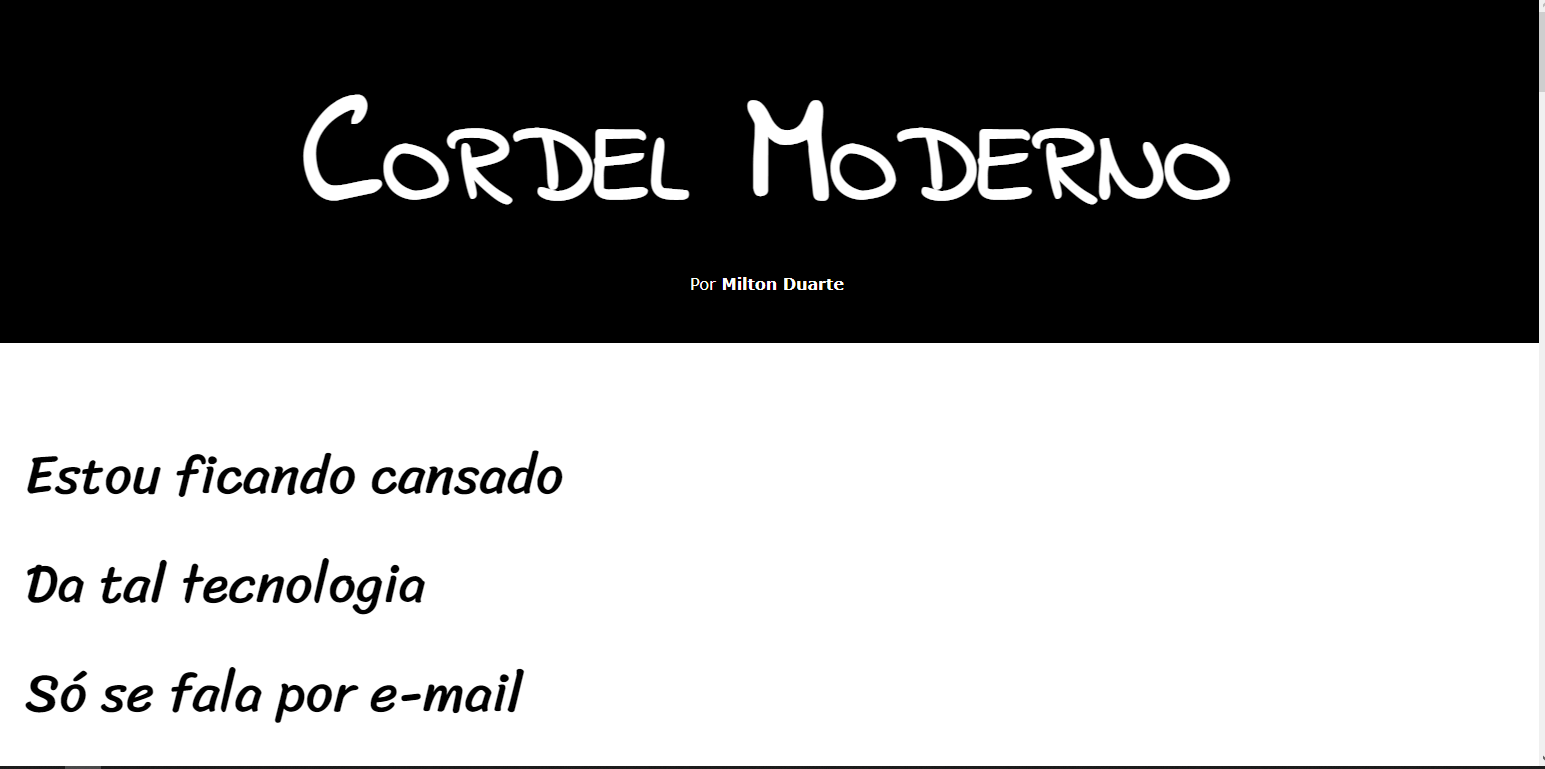 Cordel Moderno
Por Milton Duarte
Estou ficando cansado
Da tal tecnologia
Só se fala por e-mail